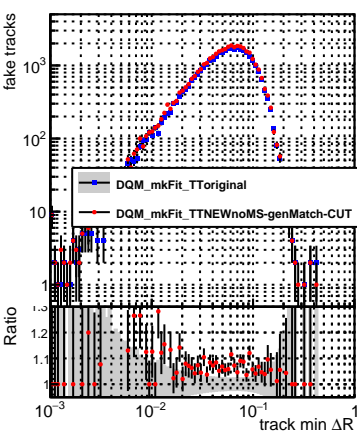 fake tracks
10³
10²
10
1
DQM_mkFit_TToriginal
DQM_mkFit_TTNEWnoMS-genMatch-CUT
Ratio
1.3
1.2
1.1
1
10⁻³
10⁻²
10⁻¹
1
track min ΔR